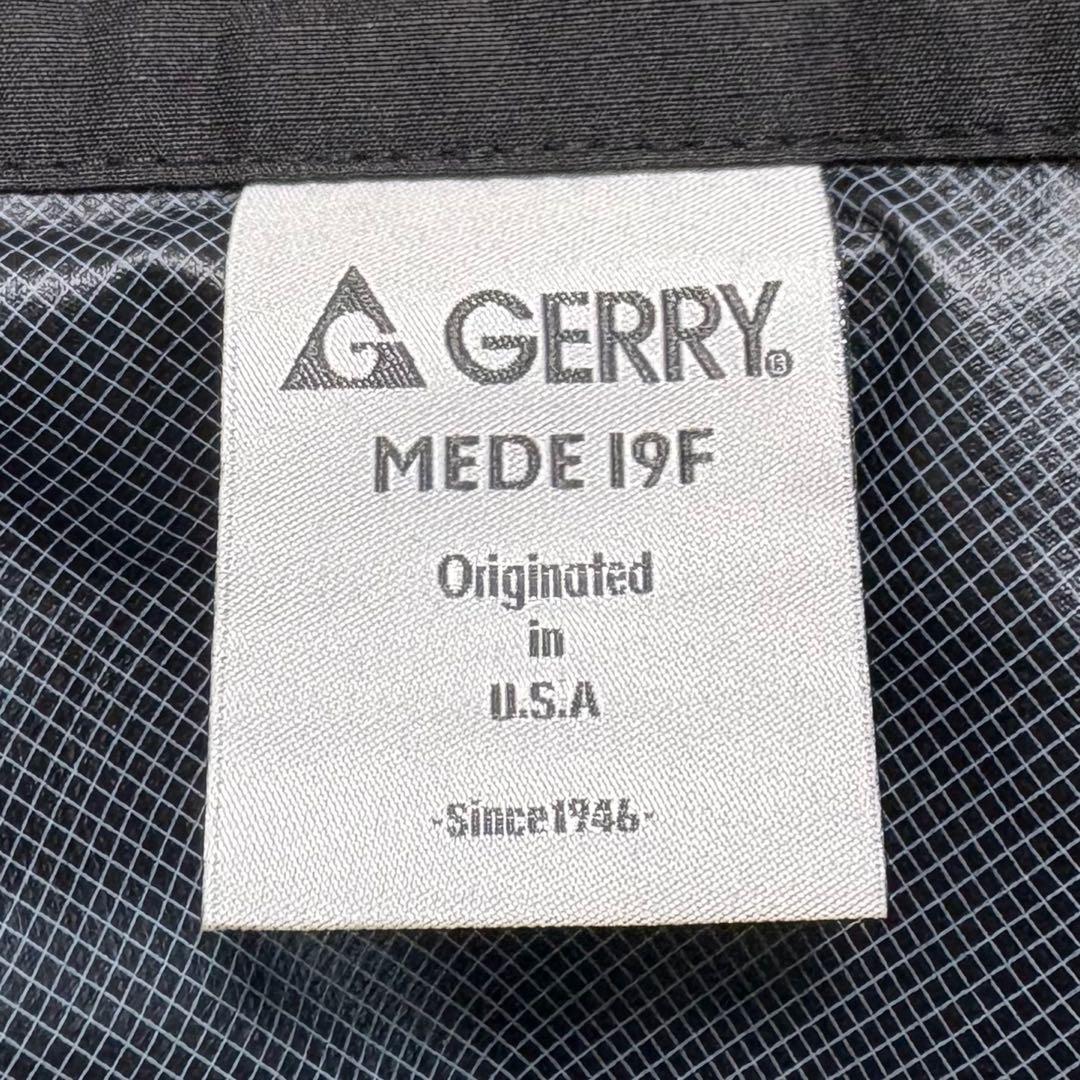 G GERRY®
MEDE 19F
Originated
in
U.S.A
-Since1946-